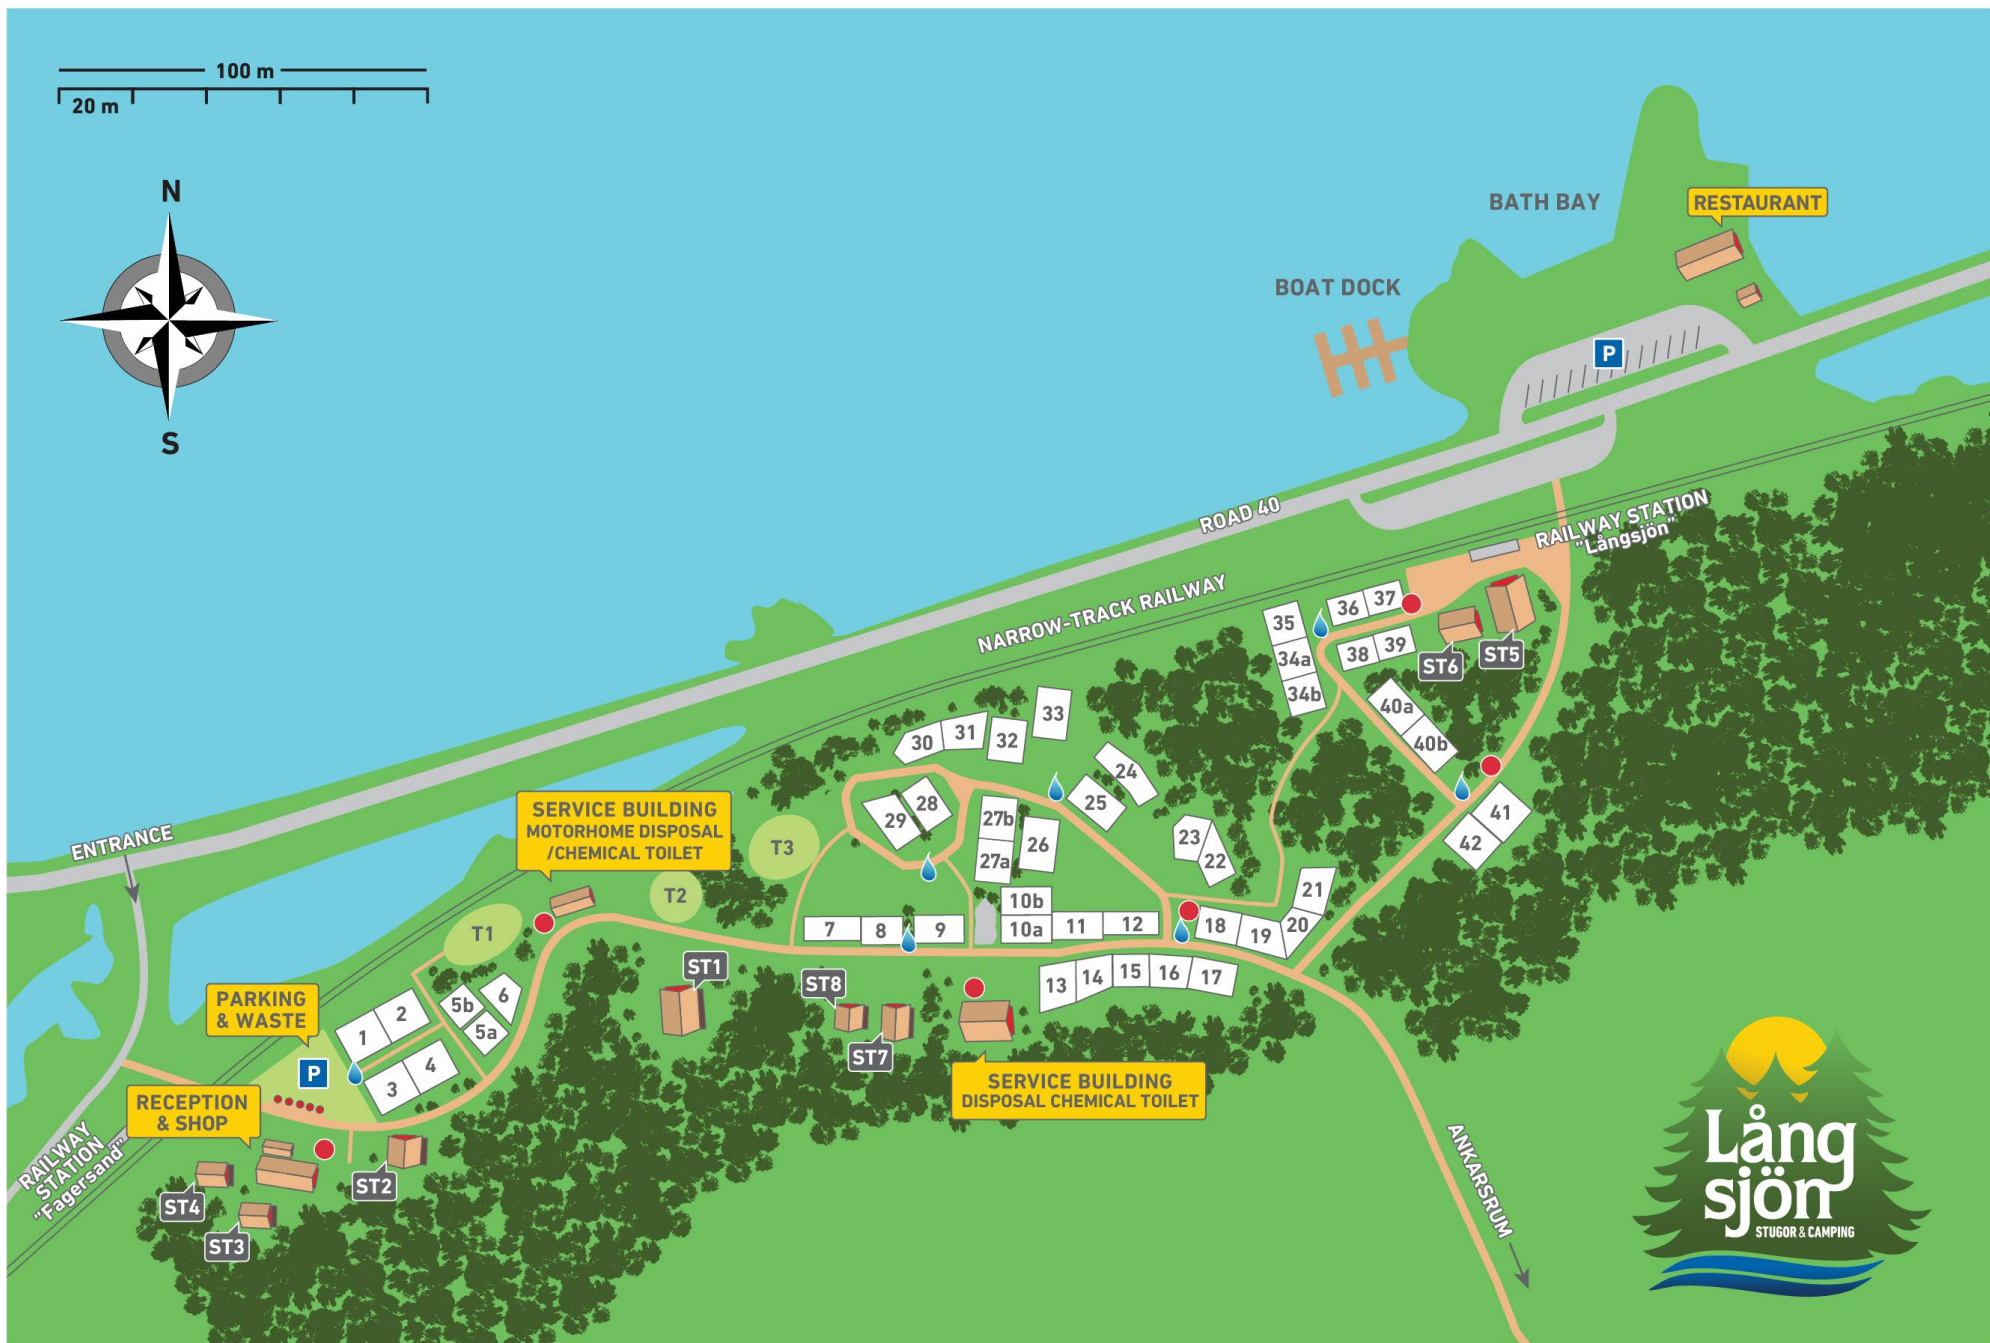 100 m
20 m
N
S
BATH BAY
RESTAURANT
BOAT DOCK
P
ROAD 40
RAILWAY STATION
"Långsjön"
NARROW-TRACK RAILWAY
35
36
37
34a
38
39
34b
ST6
ST5
40a
40b
33
30
31
32
24
25
28
29
27b
26
27a
23
22
41
42
ENTRANCE
SERVICE BUILDING
MOTORHOME DISPOSAL
/CHEMICAL TOILET
T3
T2
T1
10b
7
8
9
10a
11
12
18
19
20
21
13
14
15
16
17
ST1
ST8
ST7
PARKING
& WASTE
1
2
5b
6
5a
3
4
P
RECEPTION
& SHOP
SERVICE BUILDING
DISPOSAL CHEMICAL TOILET
RAILWAY
STATION
"Fagersand"
ST4
ST2
ST3
ANKARSRUM
Lång
sjön
STUGOR & CAMPING